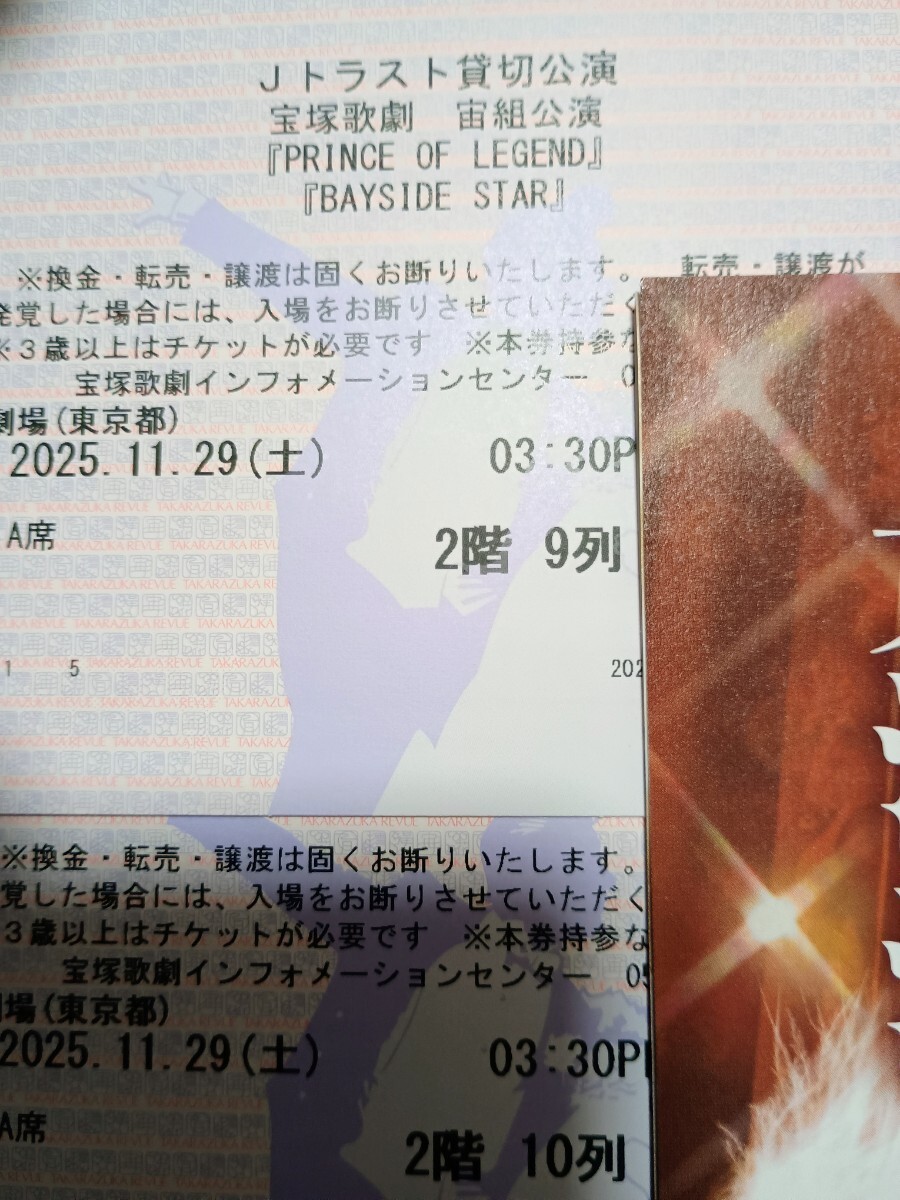 Jトラスト貸切公演
宝塚歌劇　宙組公演
『PRINCE OF LEGEND』
『BAYSIDE STAR』
※換金・転売・譲渡は固くお断りいたします。　転売・譲渡が
発覚した場合には、入場をお断りさせていただく
※３歳以上はチケットが必要です　※本券持参な
宝塚歌劇インフォメーションセンター　0
劇場(東京都)
2025.11.29(土)　03:30P
A席　2階 9列
1　5　202
※換金・転売・譲渡は固くお断りいたします。
覚した場合には、入場をお断りさせていただく
３歳以上はチケットが必要です　※本券持参な
宝塚歌劇インフォメーションセンター　05
場(東京都)
2025.11.29(土)　03:30P
A席　2階 10列
TAKARAZUKA REVUE